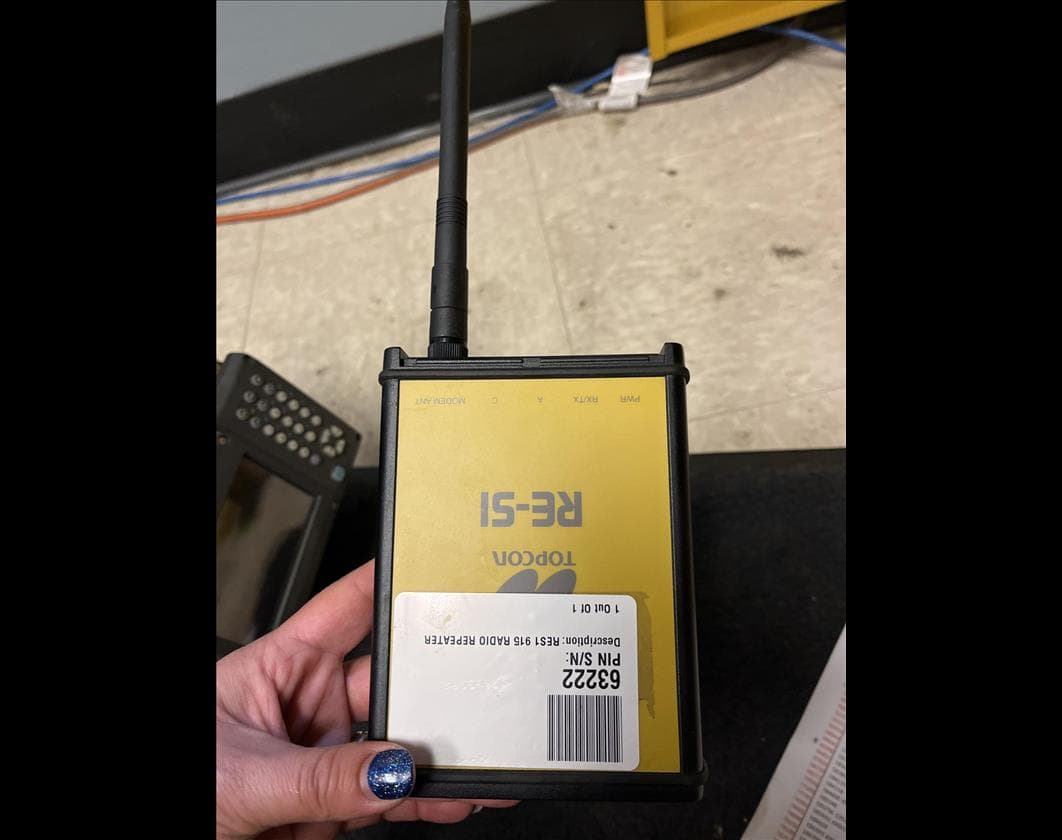 63222
PIN S/N:
Description: RES1 915 RADIO REPEATER
1 Out Of 1
TOPCON
RE-S1
PWR RX/TX A C MODEM ANT